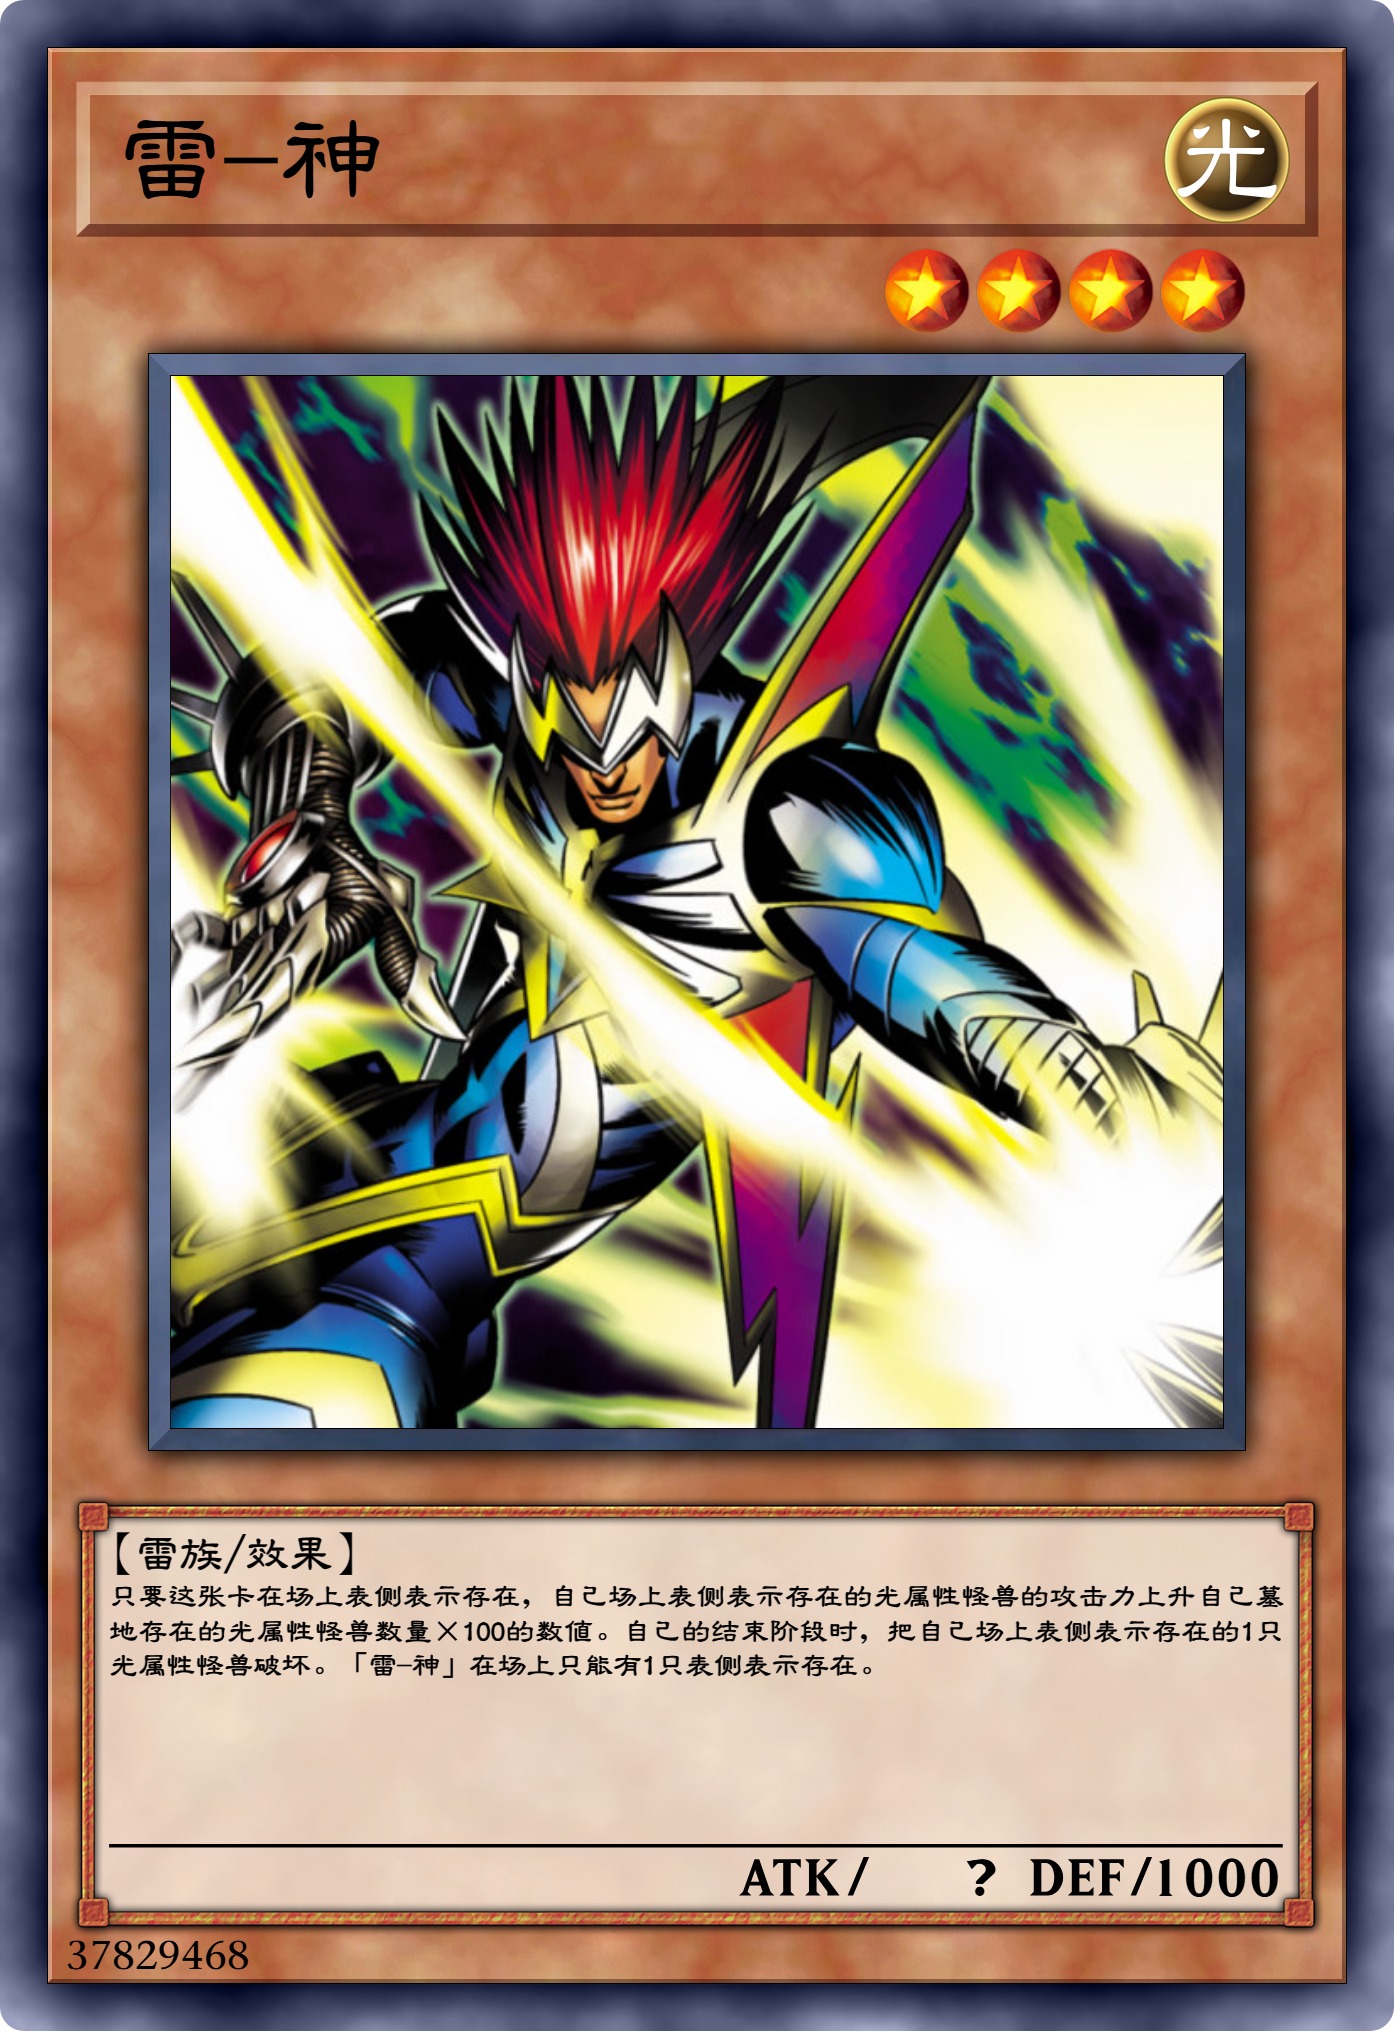 雷－神
光
【雷族/效果】
只要这张卡在场上表侧表示存在，自己场上表侧表示存在的光属性怪兽的攻击力上升自己墓
地存在的光属性怪兽数量×100的数值。自己的结束阶段时，把自己场上表侧表示存在的1只
光属性怪兽破坏。「雷－神」在场上只能有1只表侧表示存在。
ATK/ ? DEF/1000
37829468